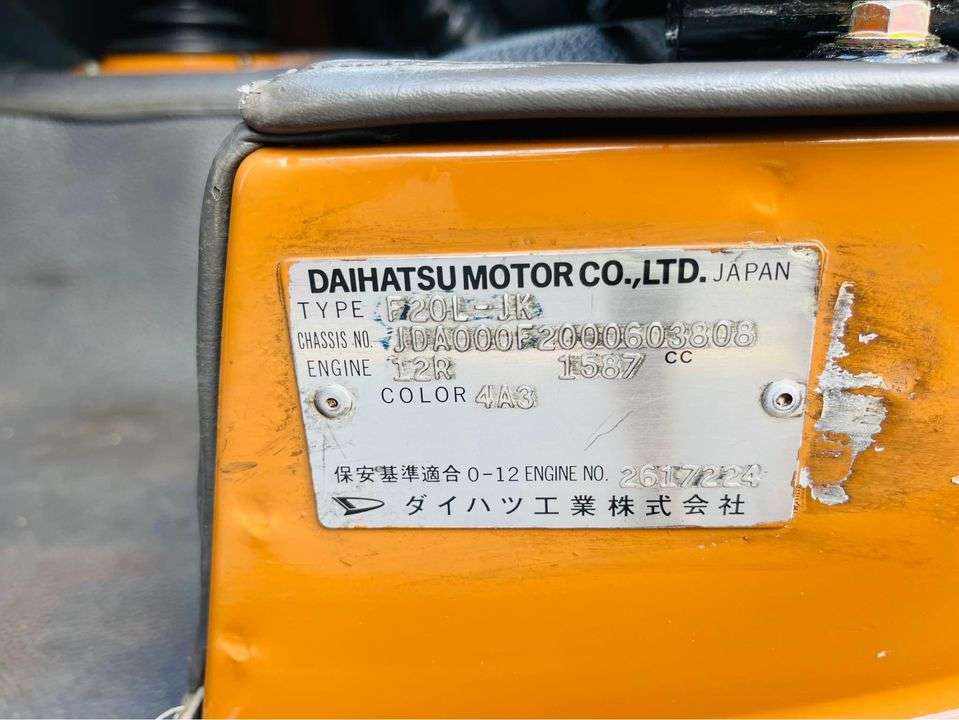 DAIHATSU MOTOR CO.,LTD. JAPAN
TYPE F20L-JK
CHASSIS NO. JDA000F2000603808
ENGINE 12R 1587 CC
COLOR 4A3
保安基準適合 0-12 ENGINE NO. 2617224
ダイハツ工業株式会社